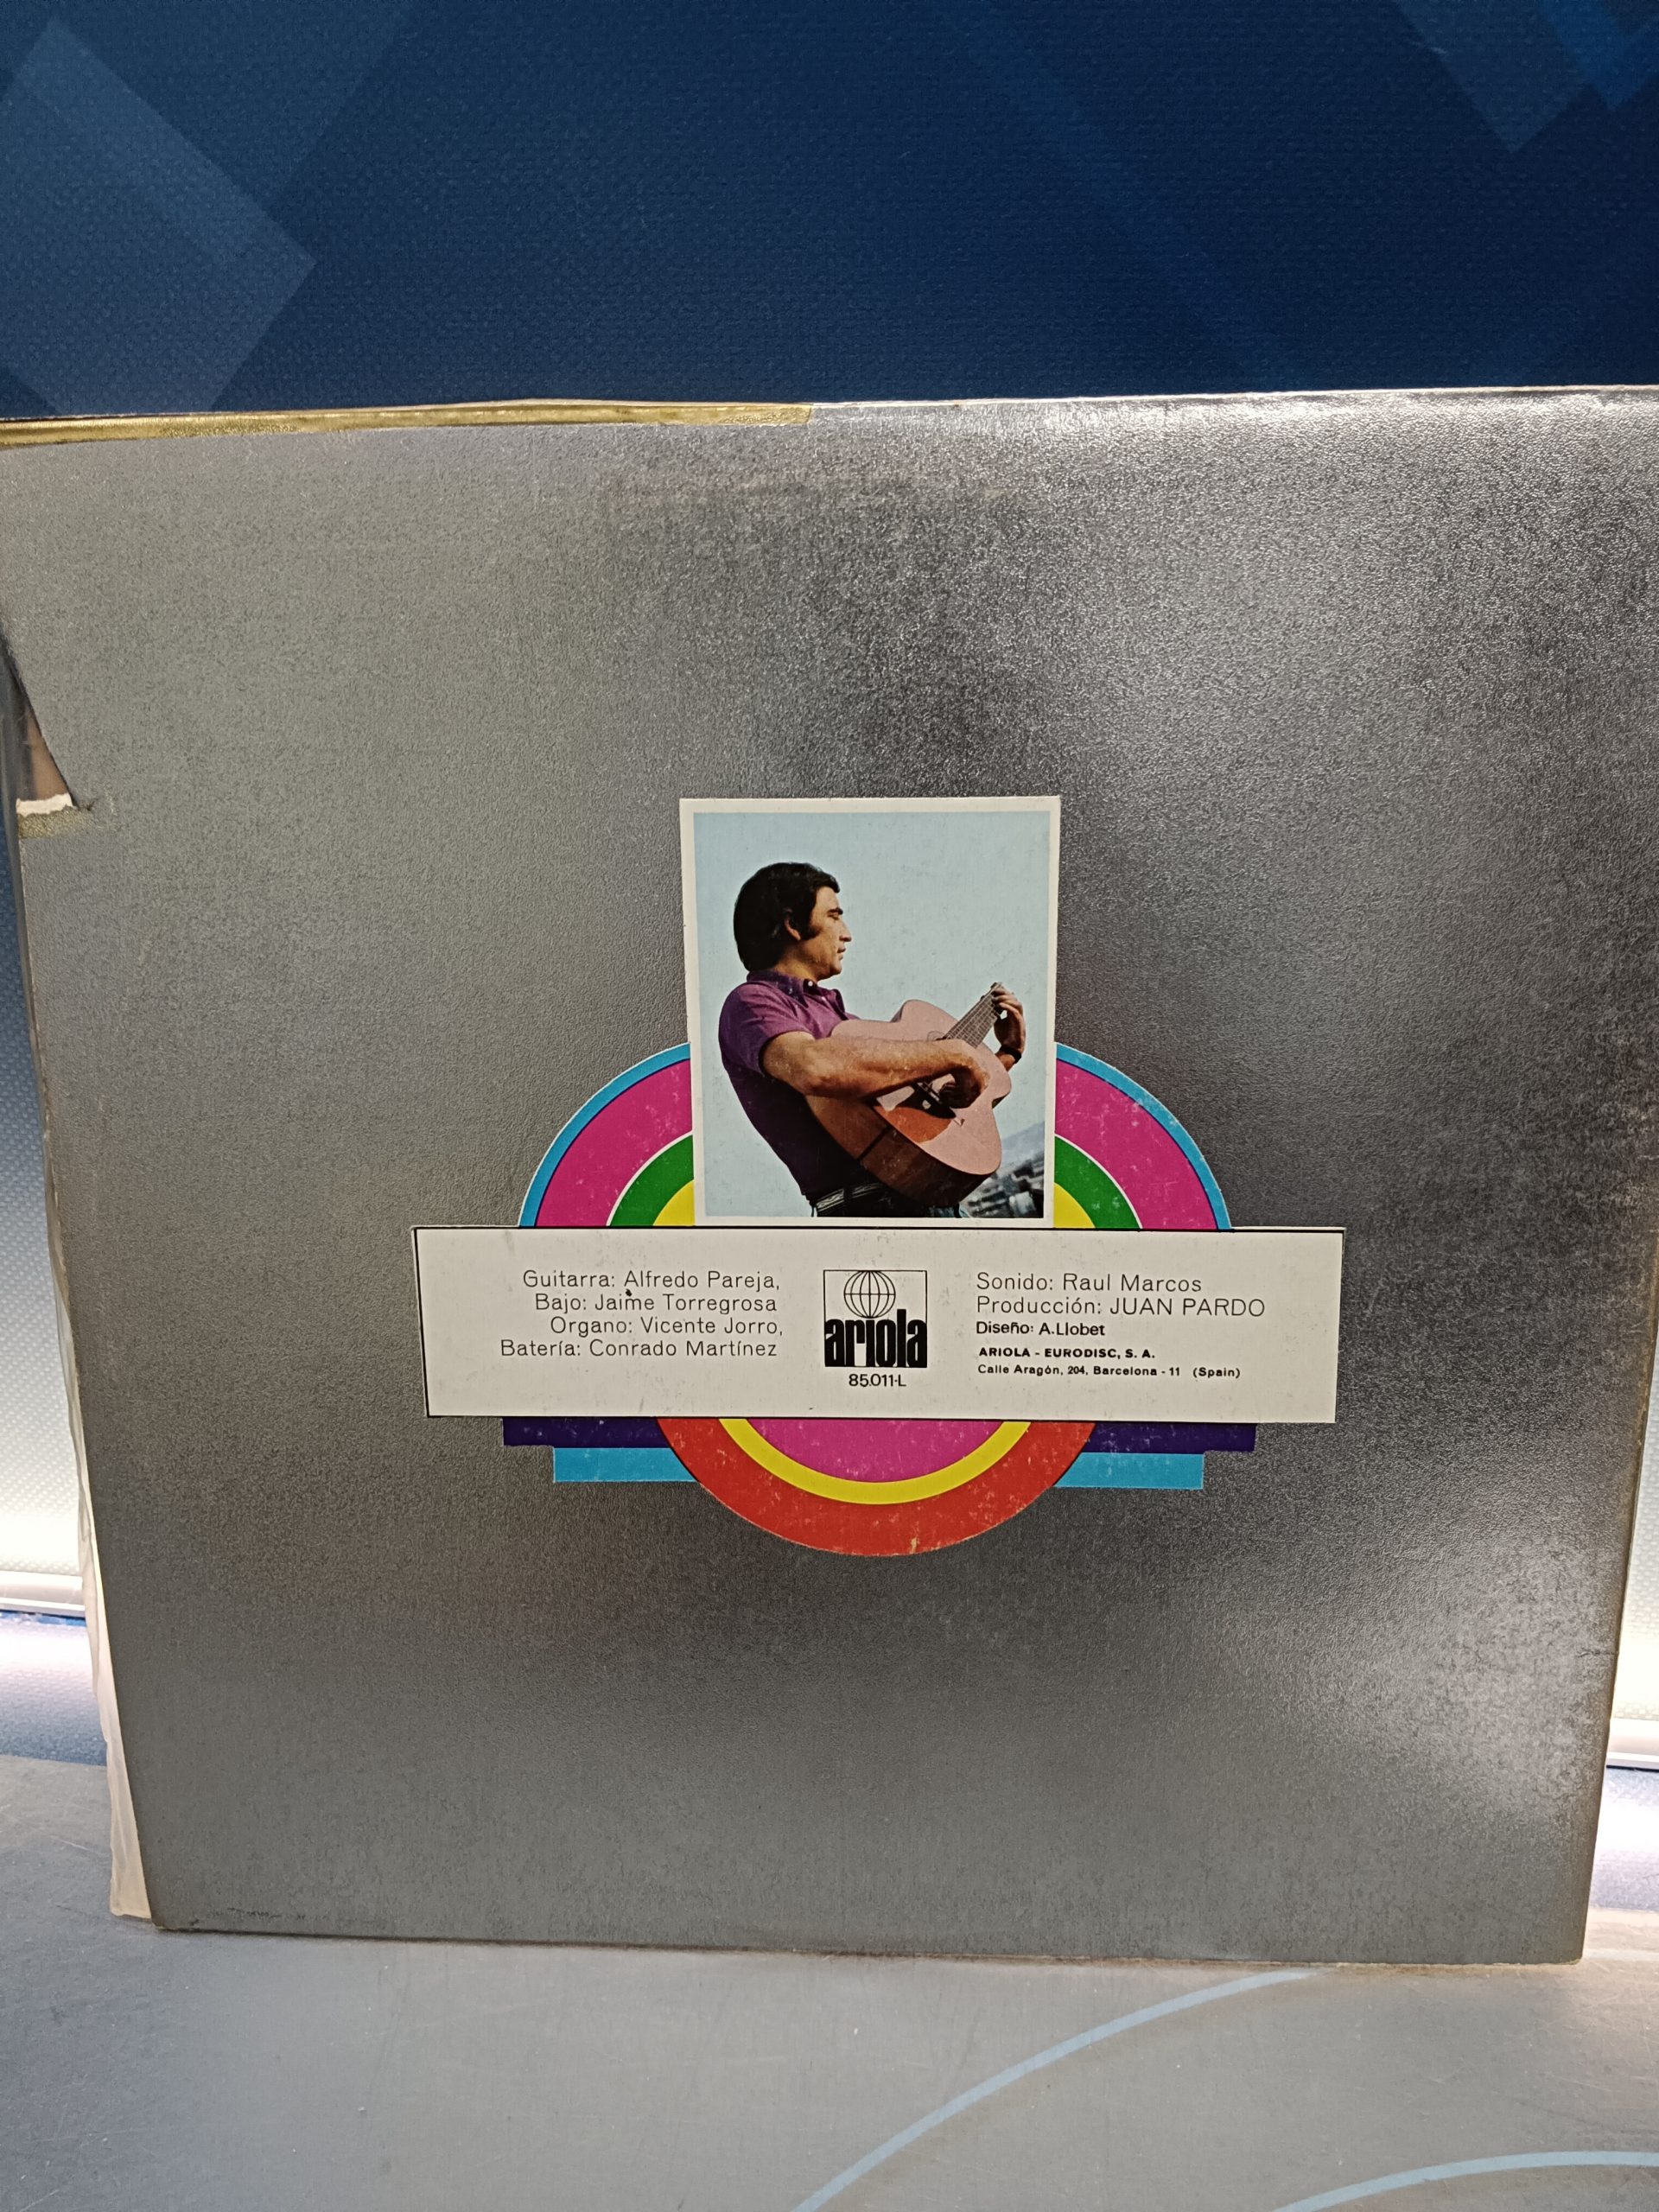 Guitarra: Alfredo Pareja,
Bajo: Jaime Torregrosa
Organo: Vicente Jorro,
Batería: Conrado Martínez
ariola
85.011-L
Sonido: Raul Marcos
Producción: JUAN PARDO
Diseño: A.Llobet
ARIOLA - EURODISC, S. A.
Calle Aragón, 204, Barcelona - 11 (Spain)